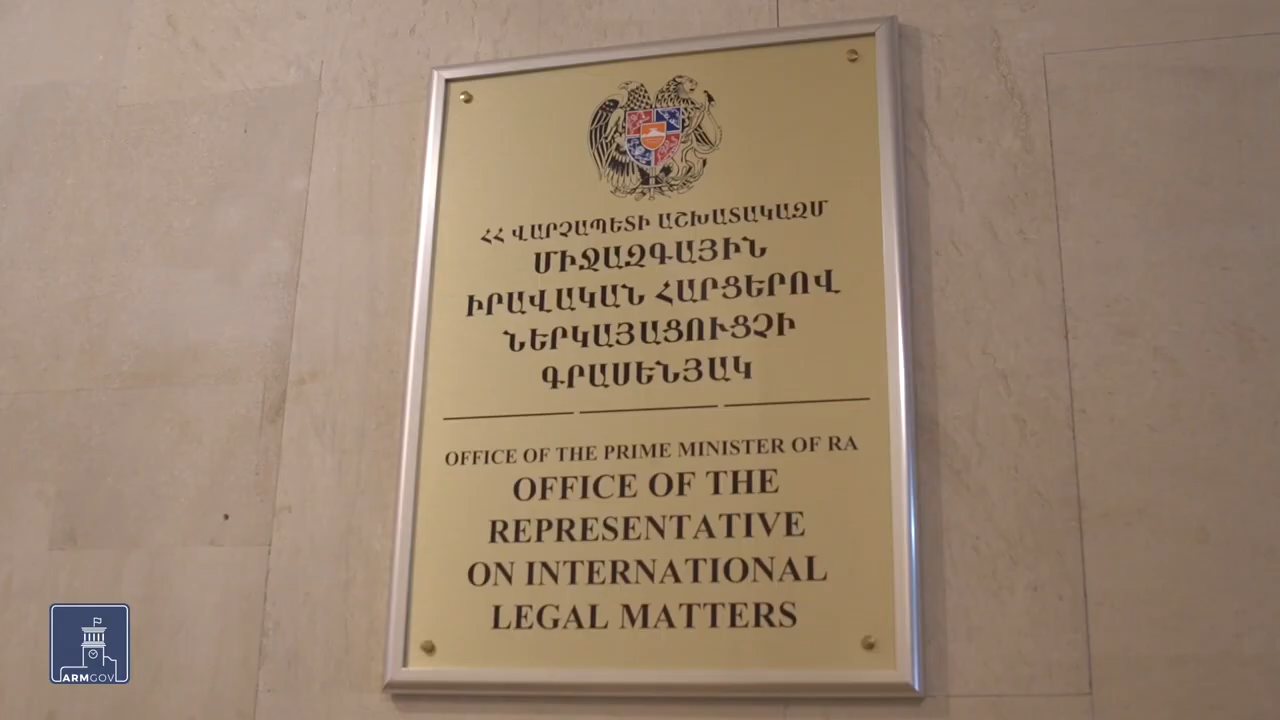 ՀՀ ՎԱՐՉԱՊԵՏԻ ԱՇԽԱՏԱԿԱԶՄ
ՄԻՋԱԶԳԱՅԻՆ
ԻՐԱՎԱԿԱՆ ՀԱՐՑԵՐՈՎ
ՆԵՐԿԱՅԱՑՈՒՑՉԻ
ԳՐԱՍԵՆՅԱԿ
OFFICE OF THE PRIME MINISTER OF RA
OFFICE OF THE
REPRESENTATIVE
ON INTERNATIONAL
LEGAL MATTERS
ARMGOV